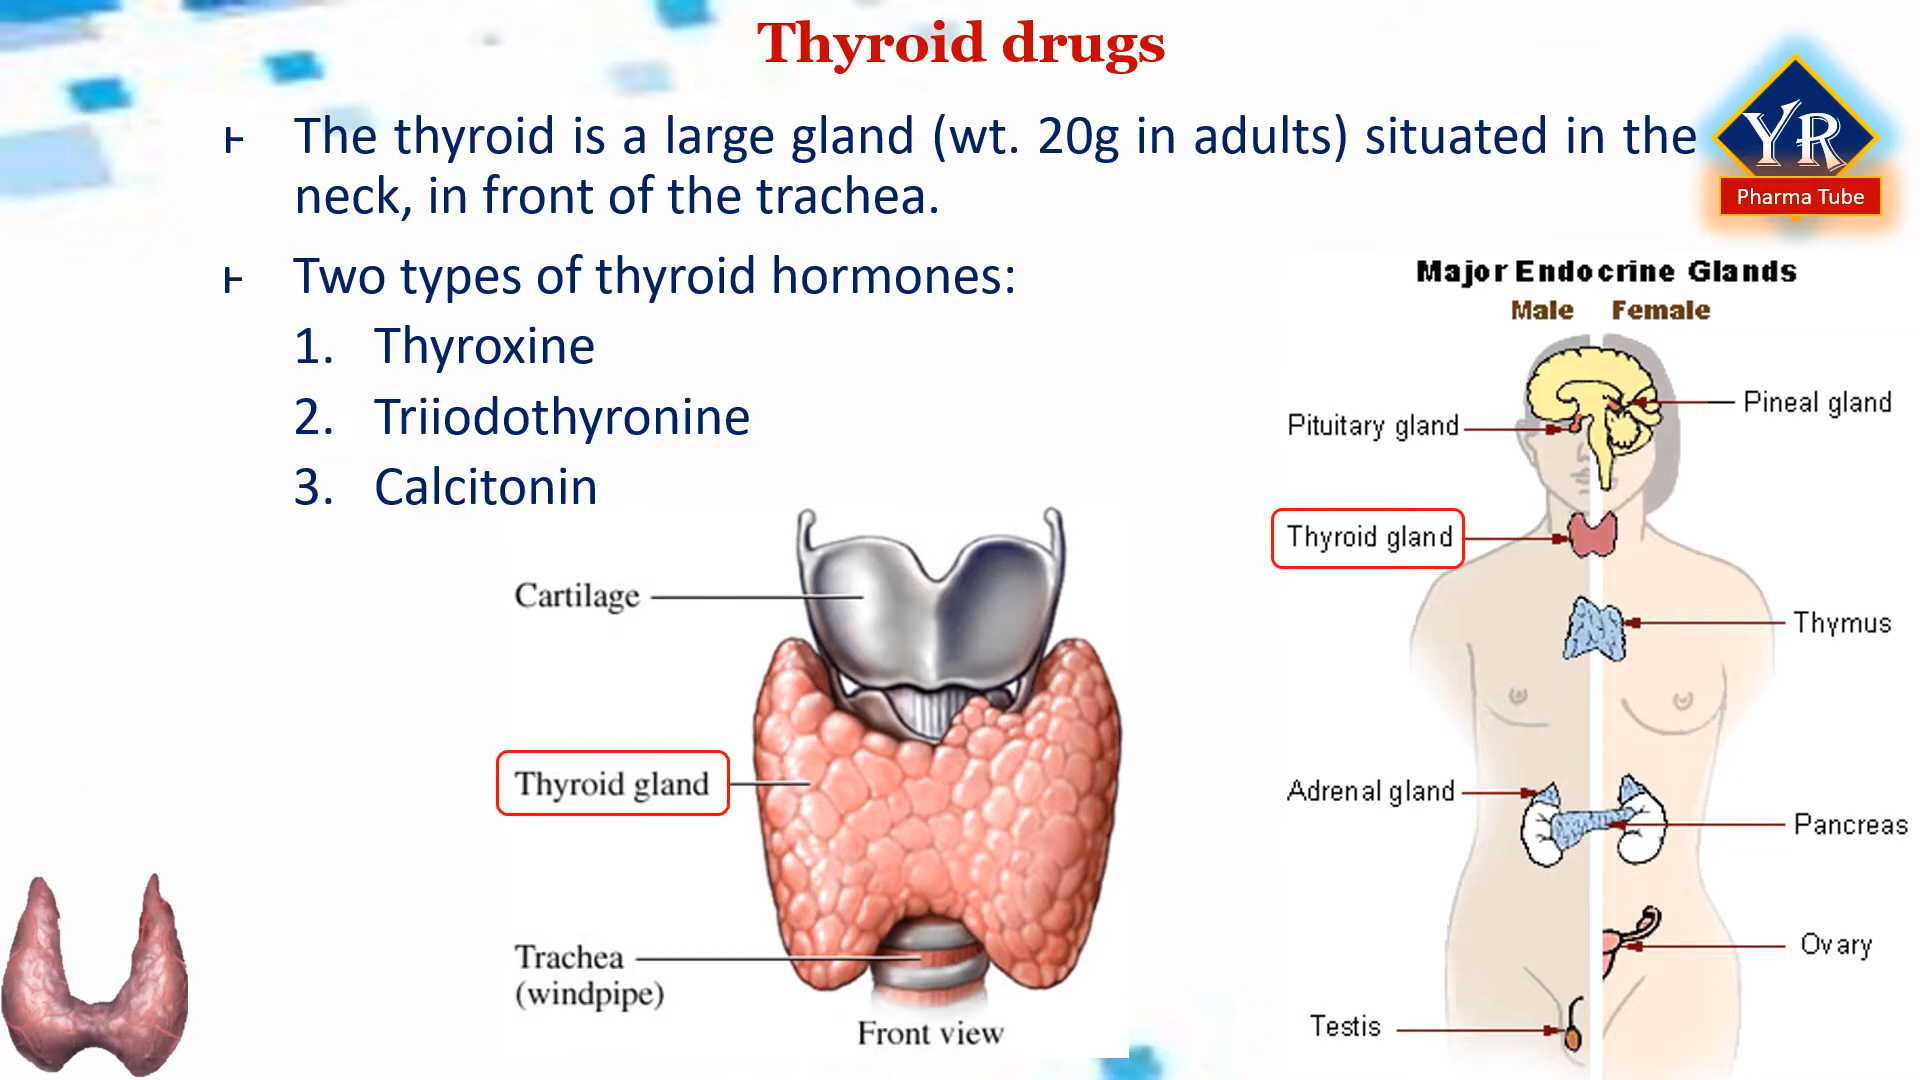 Thyroid drugs
The thyroid is a large gland (wt. 20g in adults) situated in the
neck, in front of the trachea.
Two types of thyroid hormones:
1. Thyroxine
2. Triiodothyronine
3. Calcitonin
YR
Pharma Tube
Cartilage
Thyroid gland
Trachea
(windpipe)
Front view
Major Endocrine Glands
Male Female
Pituitary gland
Pineal gland
Thyroid gland
Thymus
Adrenal gland
Pancreas
Ovary
Testis